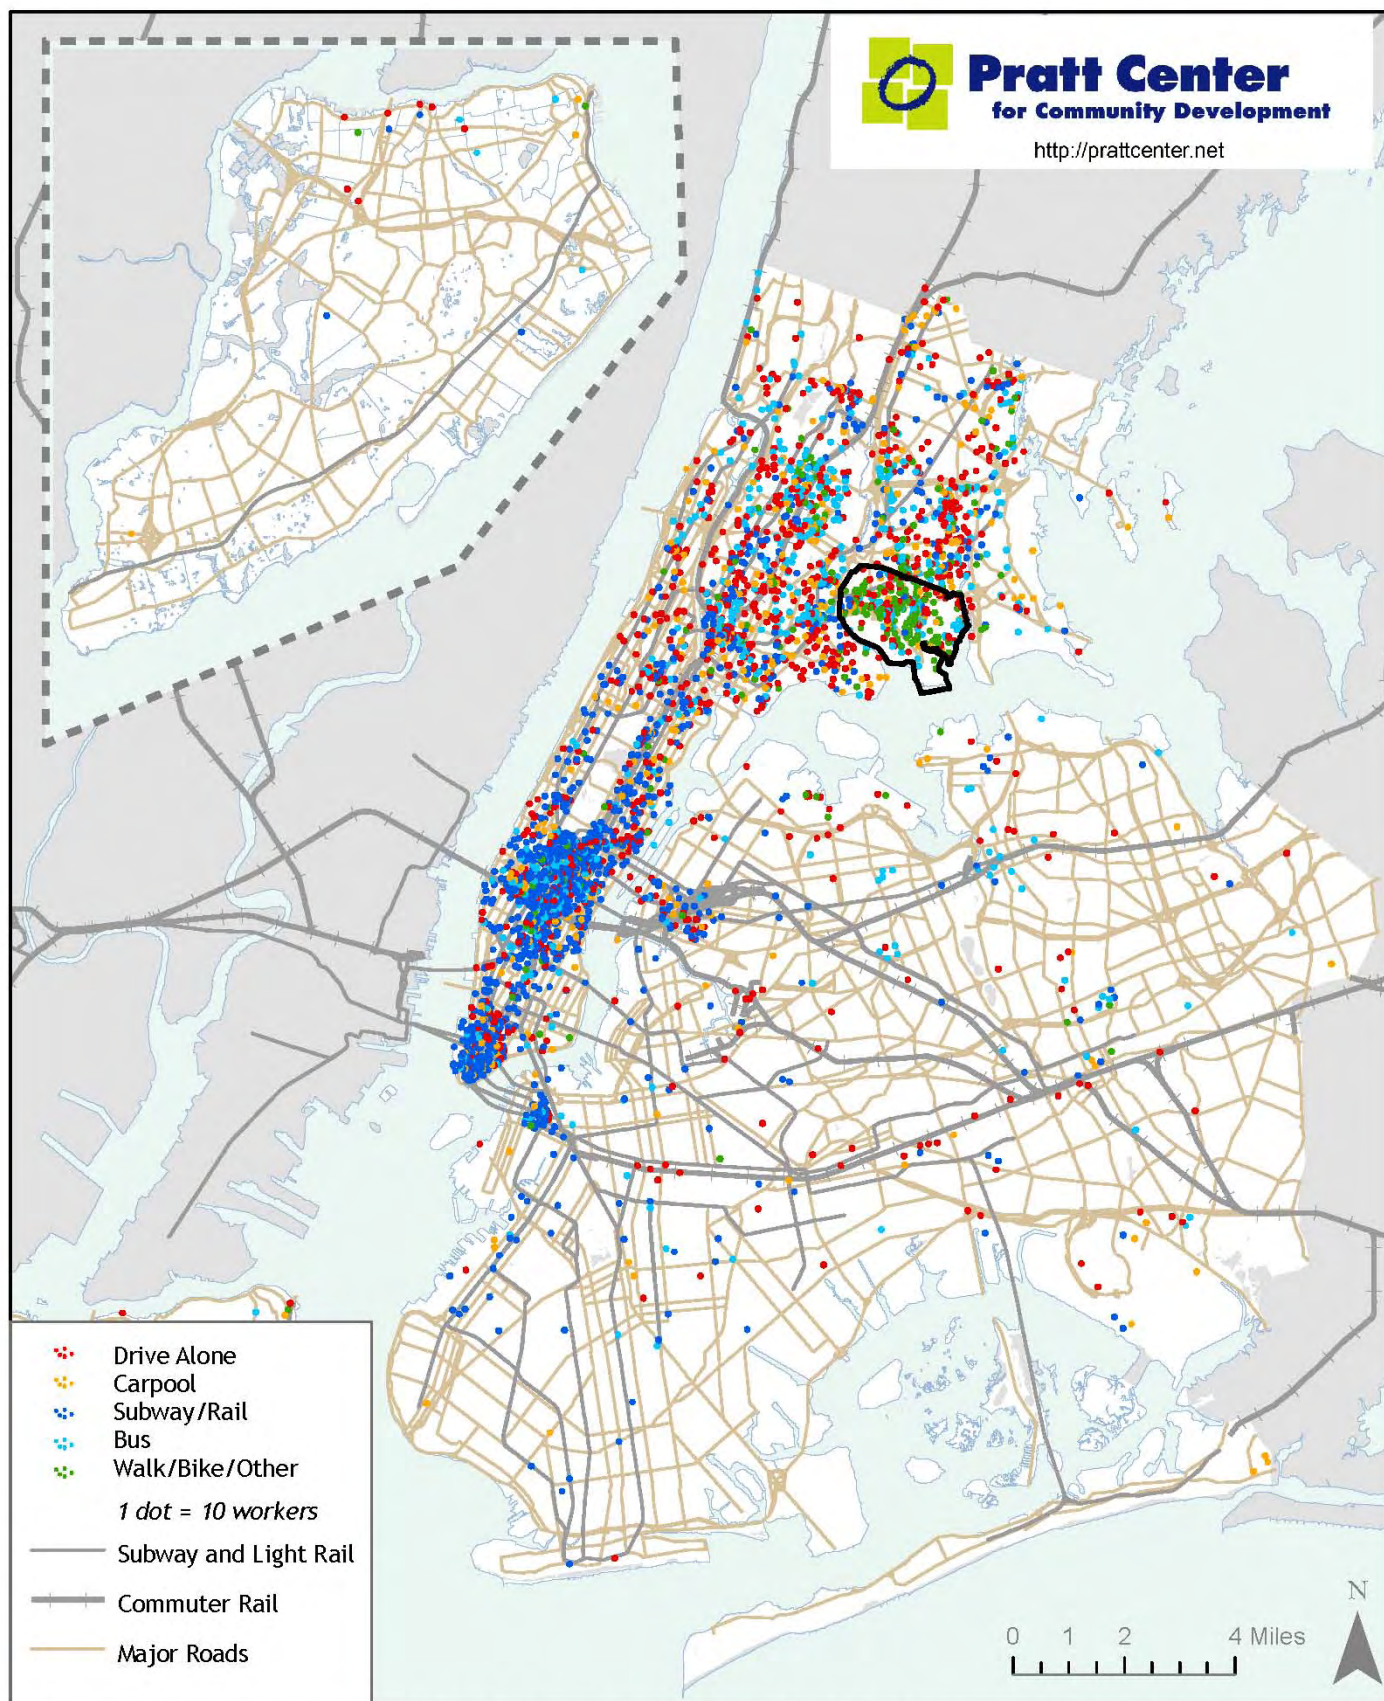 Pratt Center
for Community Development
http://prattcenter.net
Drive Alone
Carpool
Subway/Rail
Bus
Walk/Bike/Other
1 dot = 10 workers
Subway and Light Rail
Commuter Rail
Major Roads
N
0 1 2 4 Miles